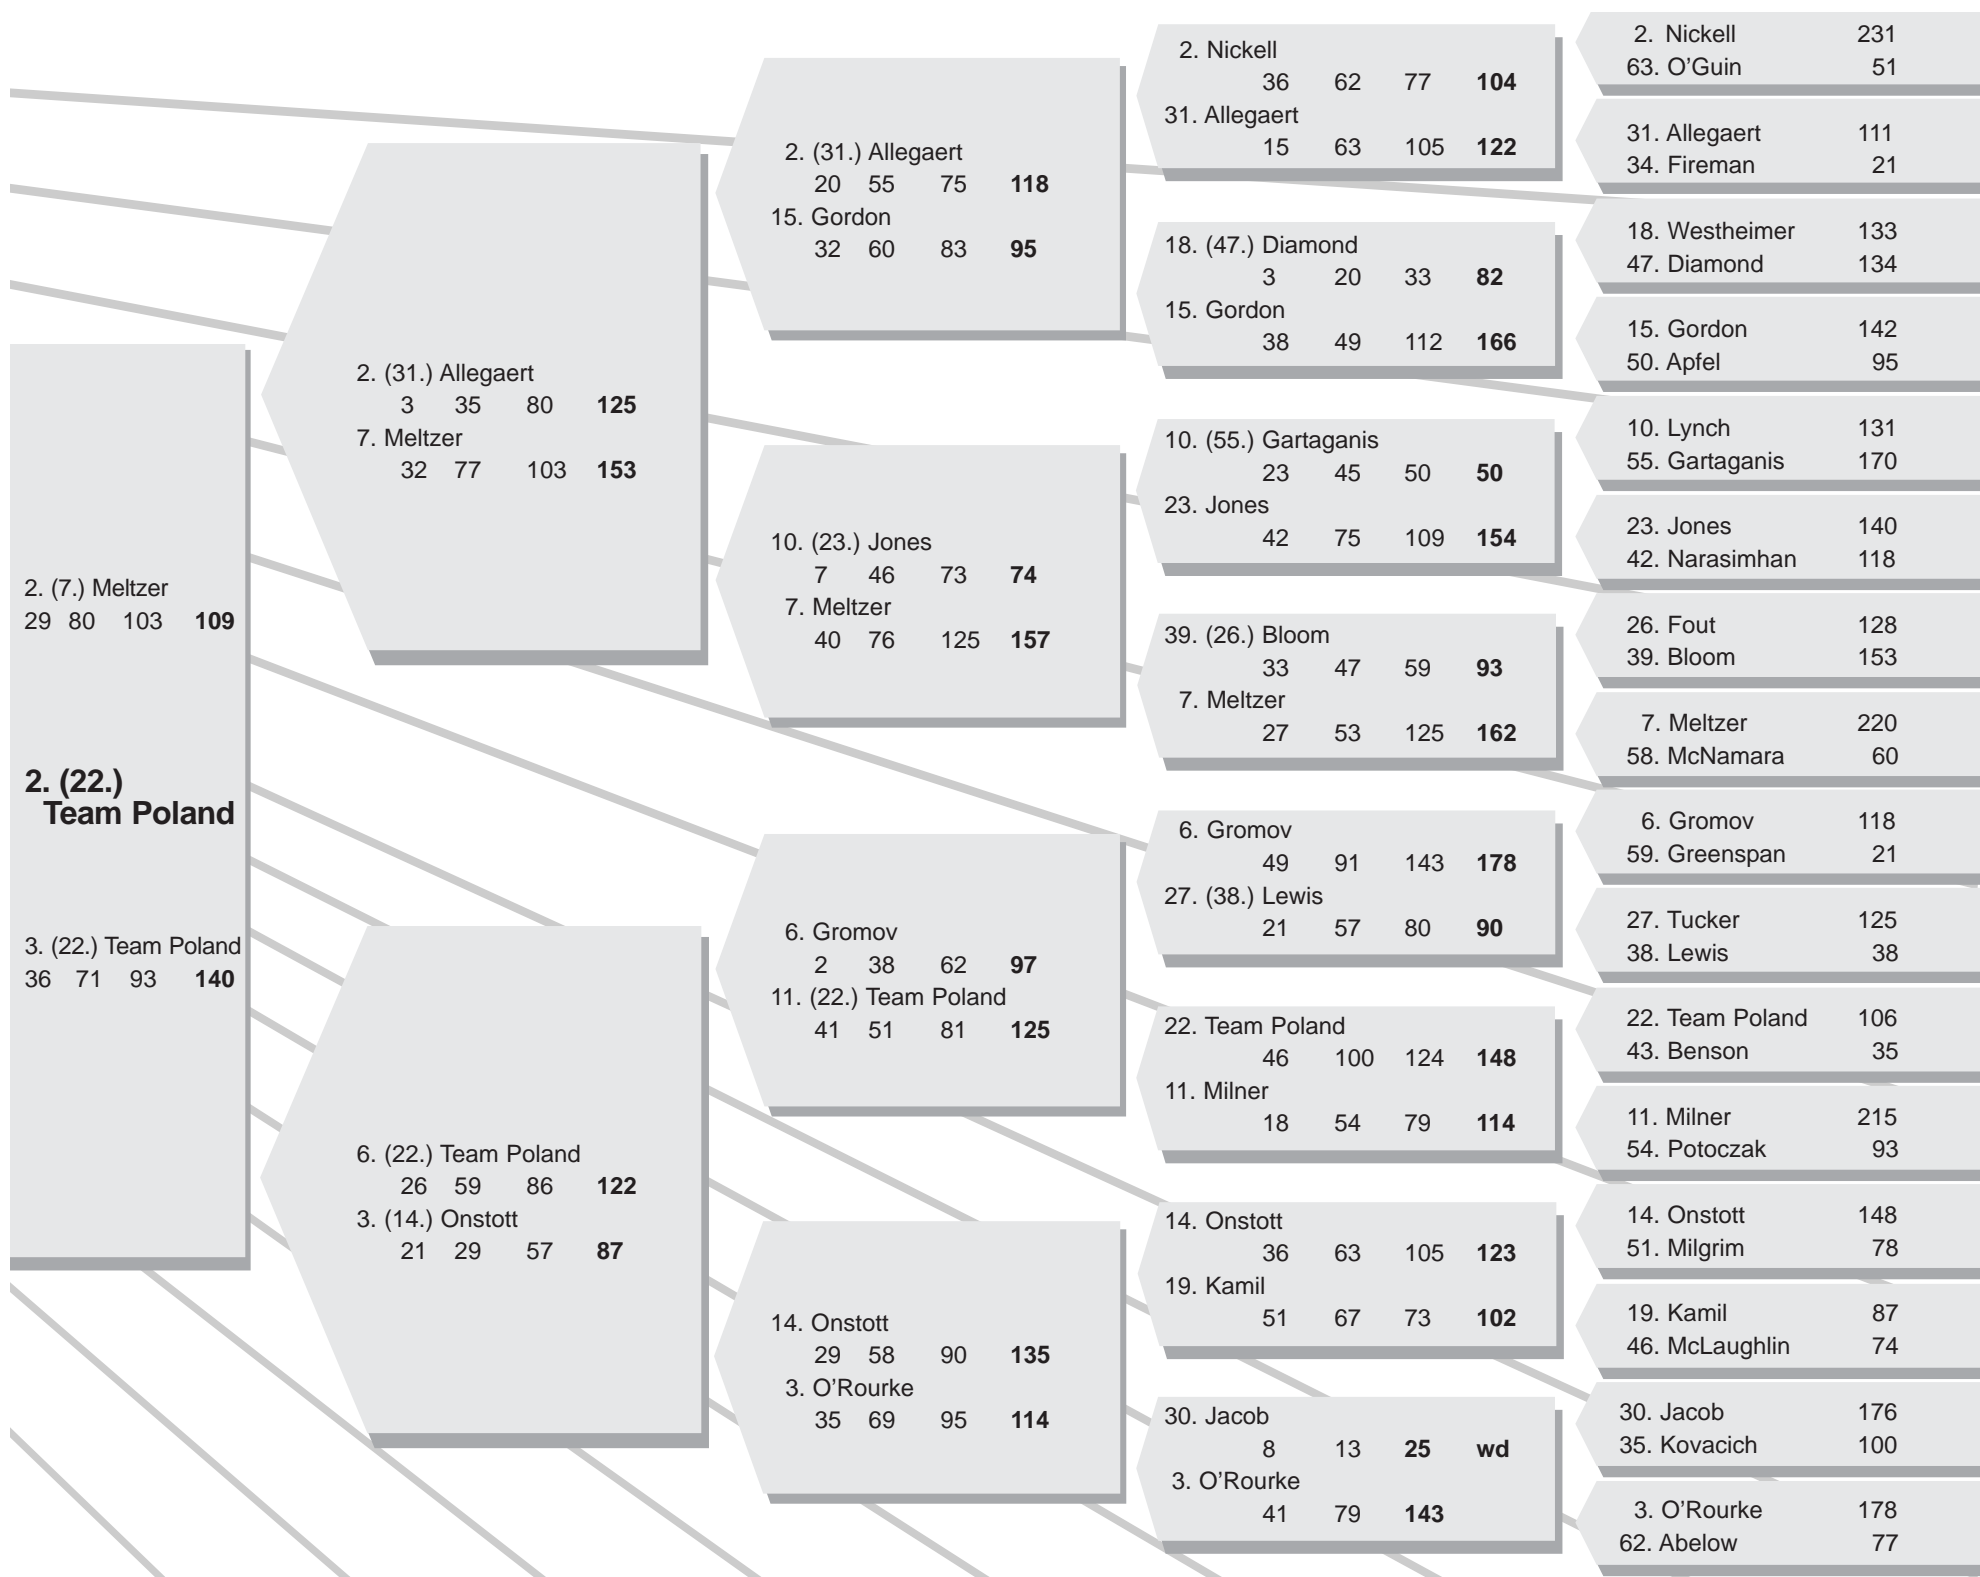 2. (7.) Meltzer
29 80 103 109
2. (22.)
Team Poland
3. (22.) Team Poland
36 71 93 140
2. (31.) Allegaert
3 35 80 125
7. Meltzer
32 77 103 153
6. (22.) Team Poland
26 59 86 122
3. (14.) Onstott
21 29 57 87
2. (31.) Allegaert
20 55 75 118
15. Gordon
32 60 83 95
10. (23.) Jones
7 46 73 74
7. Meltzer
40 76 125 157
6. Gromov
2 38 62 97
11. (22.) Team Poland
41 51 81 125
14. Onstott
29 58 90 135
3. O’Rourke
35 69 95 114
2. Nickell
36 62 77 104
31. Allegaert
15 63 105 122
18. (47.) Diamond
3 20 33 82
15. Gordon
38 49 112 166
10. (55.) Gartaganis
23 45 50 50
23. Jones
42 75 109 154
39. (26.) Bloom
33 47 59 93
7. Meltzer
27 53 125 162
6. Gromov
49 91 143 178
27. (38.) Lewis
21 57 80 90
22. Team Poland
46 100 124 148
11. Milner
18 54 79 114
14. Onstott
36 63 105 123
19. Kamil
51 67 73 102
30. Jacob
8 13 25 wd
3. O’Rourke
41 79 143
2. Nickell 231
63. O'Guin 51
31. Allegaert 111
34. Fireman 21
18. Westheimer 133
47. Diamond 134
15. Gordon 142
50. Apfel 95
10. Lynch 131
55. Gartaganis 170
23. Jones 140
42. Narasimhan 118
26. Fout 128
39. Bloom 153
7. Meltzer 220
58. McNamara 60
6. Gromov 118
59. Greenspan 21
27. Tucker 125
38. Lewis 38
22. Team Poland 106
43. Benson 35
11. Milner 215
54. Potoczak 93
14. Onstott 148
51. Milgrim 78
19. Kamil 87
46. McLaughlin 74
30. Jacob 176
35. Kovacich 100
3. O'Rourke 178
62. Abelow 77